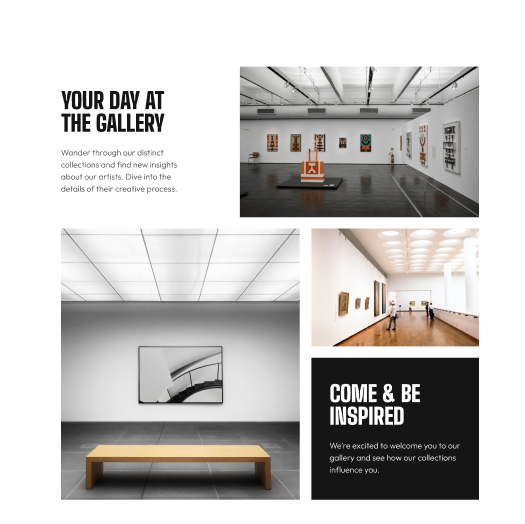 YOUR DAY AT
THE GALLERY
Wander through our distinct
collections and find new insights
about our artists. Dive into the
details of their creative process.
COME & BE
INSPIRED
We're excited to welcome you to our
gallery and see how our collections
influence you.